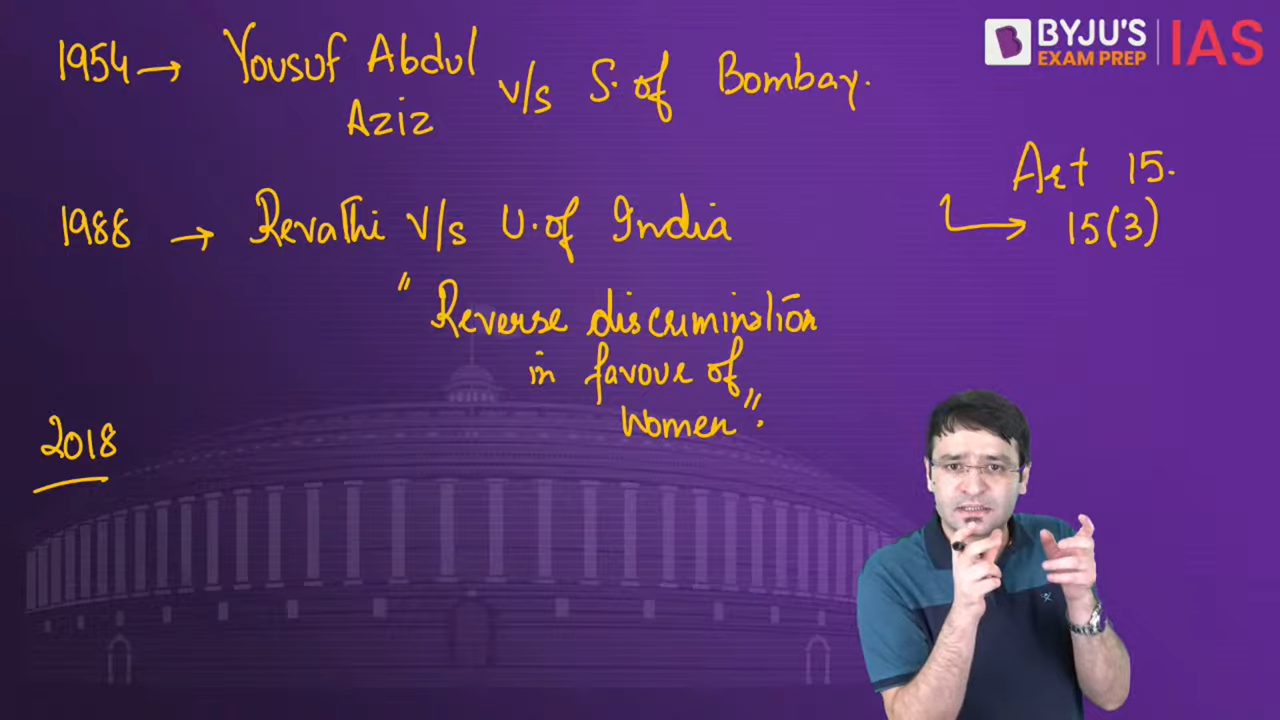 1954 → Yousuf Abdul
Aziz
v/s S. of Bombay.
BYJU'S
EXAM PREP
IAS
Art 15.
15(3)
1988 → Revathi v/s U. of India
"Reverse discrimination
in favour of
Women".
2018